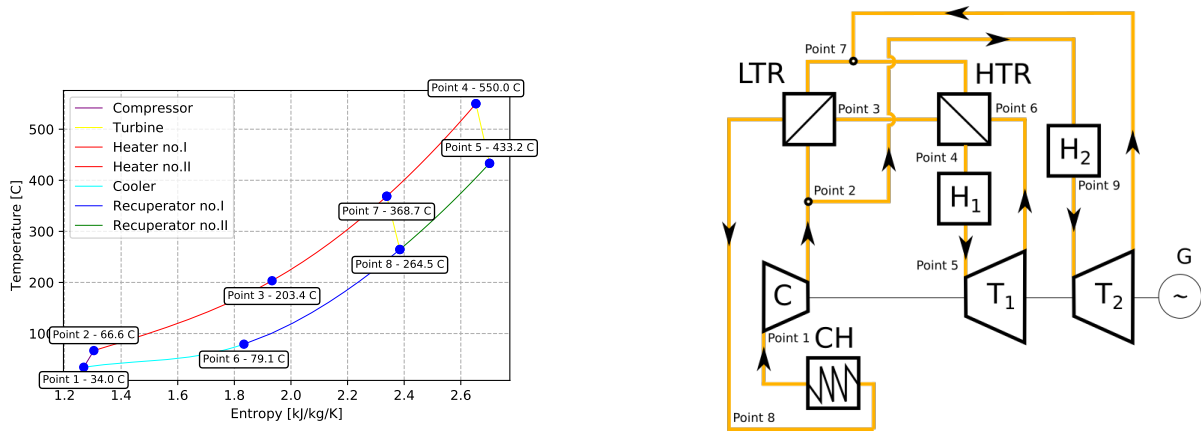 Point 4 - 550.0 C
Compressor
Turbine
Heater no.I
Heater no.II
Cooler
Recuperator no.I
Recuperator no.II
Point 5 - 433.2 C
Point 7 - 368.7 C
Point 8 - 264.5 C
Point 3 - 203.4 C
Point 2 - 66.6 C
Point 6 - 79.1 C
Point 1 - 34.0 C
500
400
300
200
100
Temperature [C]
1.2 1.4 1.6 1.8 2.0 2.2 2.4 2.6
Entropy [kJ/kg/K]
Point 7
LTR
HTR
Point 3
Point 6
Point 4
H2
H1
Point 9
Point 2
Point 5
G
C
T1
T2
~
Point 1
CH
Point 8